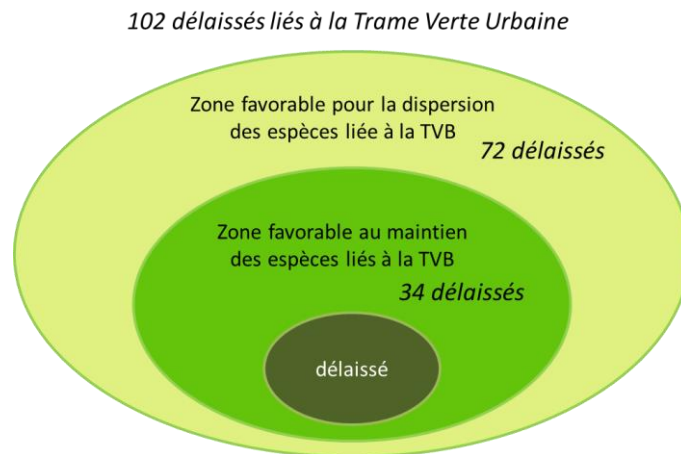 102 délaissés liés à la Trame Verte Urbaine
Zone favorable pour la dispersion
des espèces liée à la TVB
72 délaissés
Zone favorable au maintien
des espèces liés à la TVB
34 délaissés
délaissé